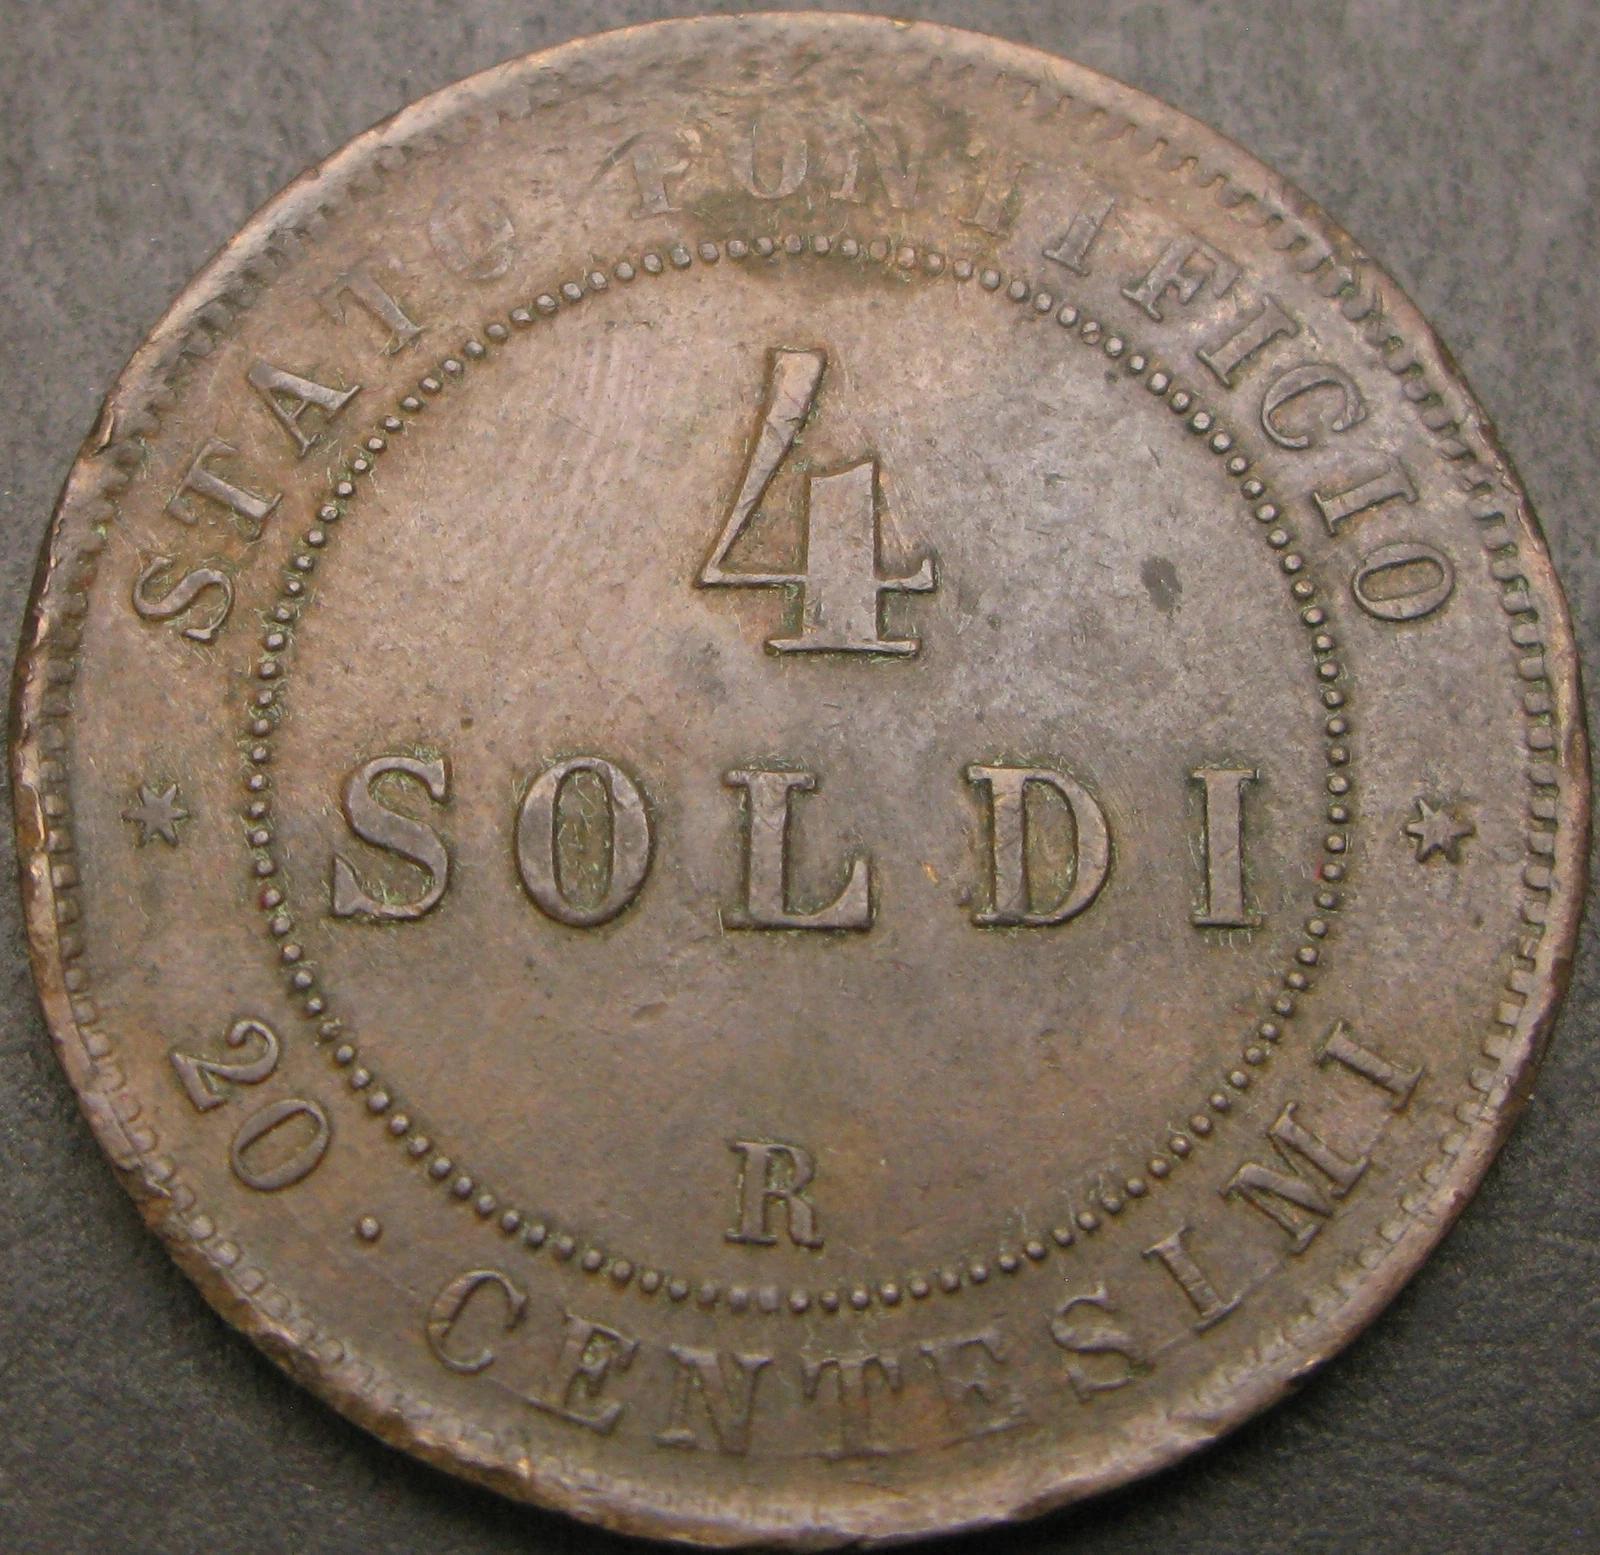 STATO PONTIFICIO
4
SOLDI
R
20 . CENTESIMI